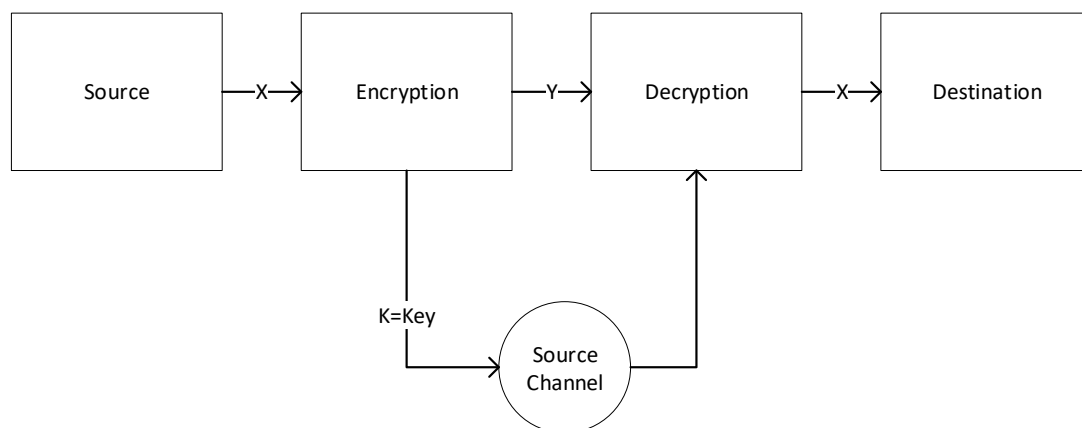 Source
X
Encryption
Y
Decryption
X
Destination
K=Key
Source
Channel